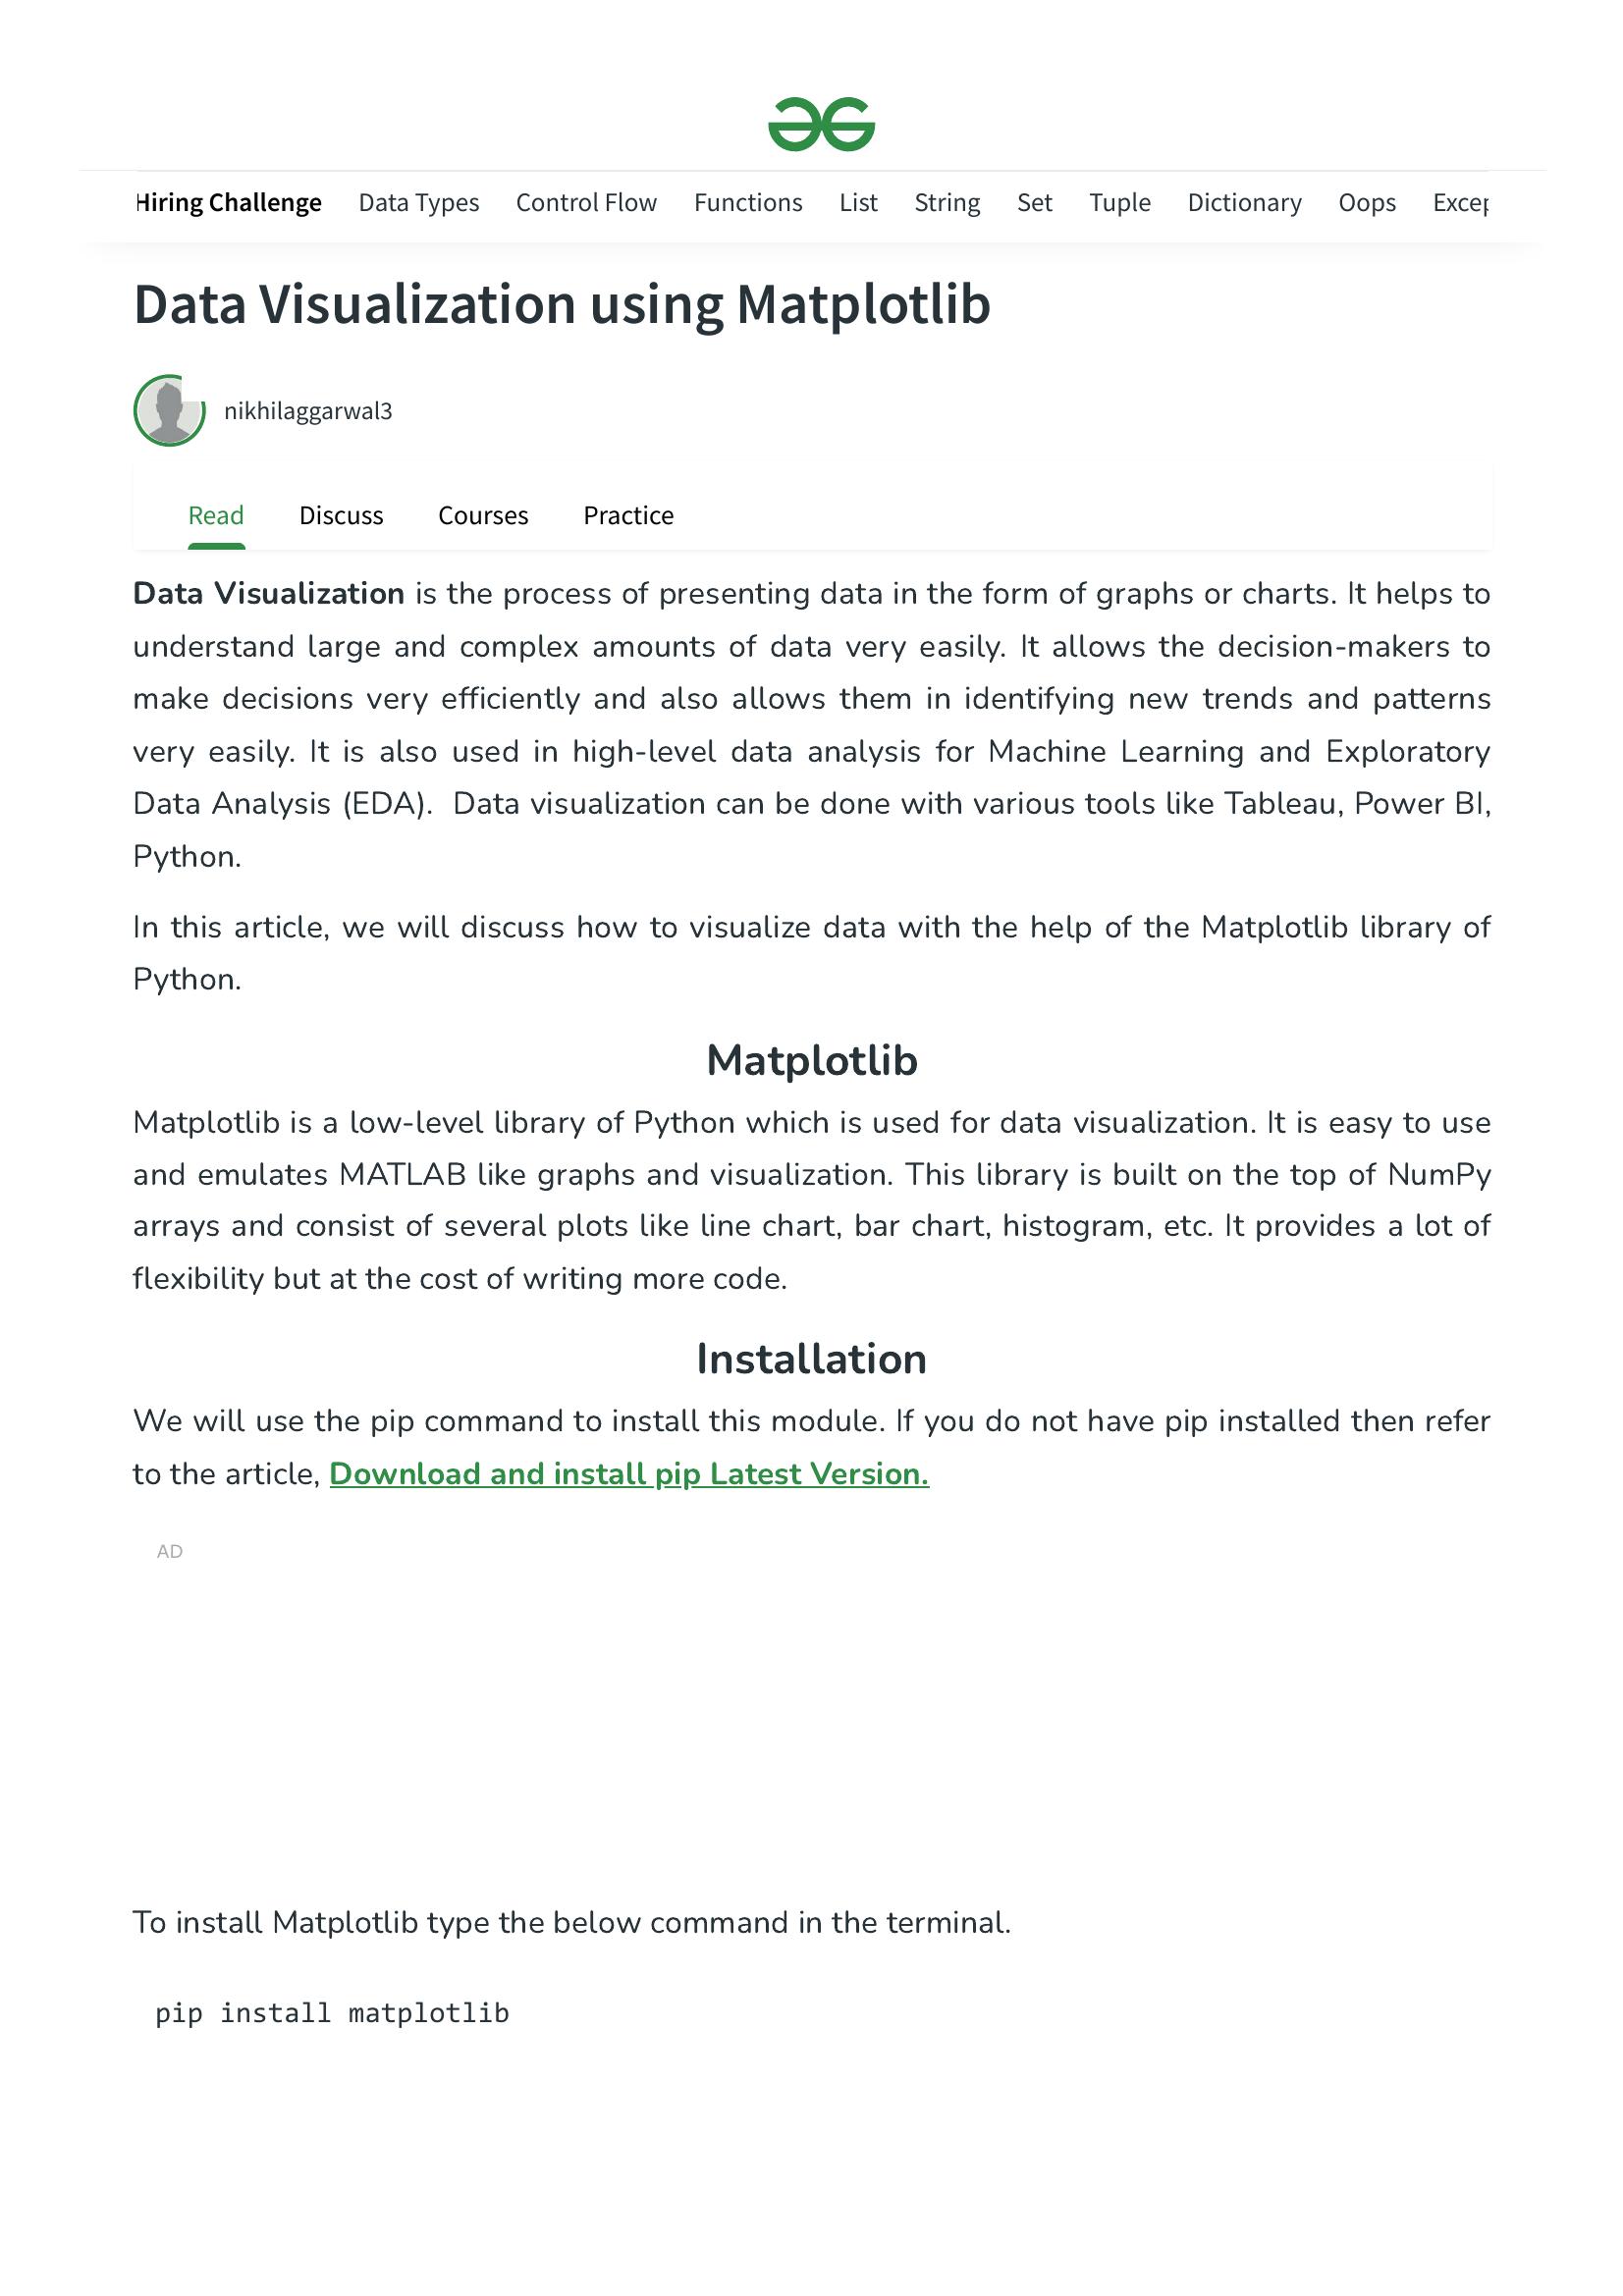 Hiring Challenge Data Types Control Flow Functions List String Set Tuple Dictionary Oops
Data Visualization using Matplotlib
nikhilaggarwal3
Read Discuss Courses Practice
Data Visualization is the process of presenting data in the form of graphs or charts. It helps to
understand large and complex amounts of data very easily. It allows the decision-makers to
make decisions very efficiently and also allows them in identifying new trends and patterns
very easily. It is also used in high-level data analysis for Machine Learning and Exploratory
Data Analysis (EDA).  Data visualization can be done with various tools like Tableau, Power BI,
Python.
In this article, we will discuss how to visualize data with the help of the Matplotlib library of
Python.
Matplotlib
Matplotlib is a low-level library of Python which is used for data visualization. It is easy to use
and emulates MATLAB like graphs and visualization. This library is built on the top of NumPy
arrays and consist of several plots like line chart, bar chart, histogram, etc. It provides a lot of
flexibility but at the cost of writing more code.
Installation
We will use the pip command to install this module. If you do not have pip installed then refer
to the article, Download and install pip Latest Version.
AD
To install Matplotlib type the below command in the terminal.
pip install matplotlib